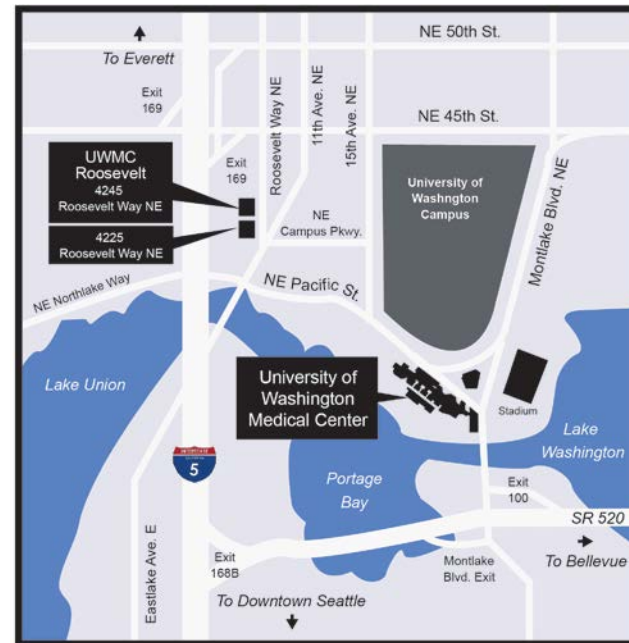 NE 50th St.
To Everett
Exit
169
Roosevelt Way NE
11th Ave. NE
15th Ave. NE
NE 45th St.
UWMC
Roosevelt
4245
Roosevelt Way NE
Exit
169
4225
Roosevelt Way NE
University of
Washngton
Campus
Montlake Blvd. NE
NE
Campus Pkwy.
NE Northlake Way
NE Pacific St.
Lake Union
University of
Washington
Medical Center
Stadium
Lake
Washington
INTERSTATE
5
Portage
Bay
Exit
100
SR 520
Eastlake Ave. E
Exit
168B
Montlake
Blvd. Exit
To Bellevue
To Downtown Seattle